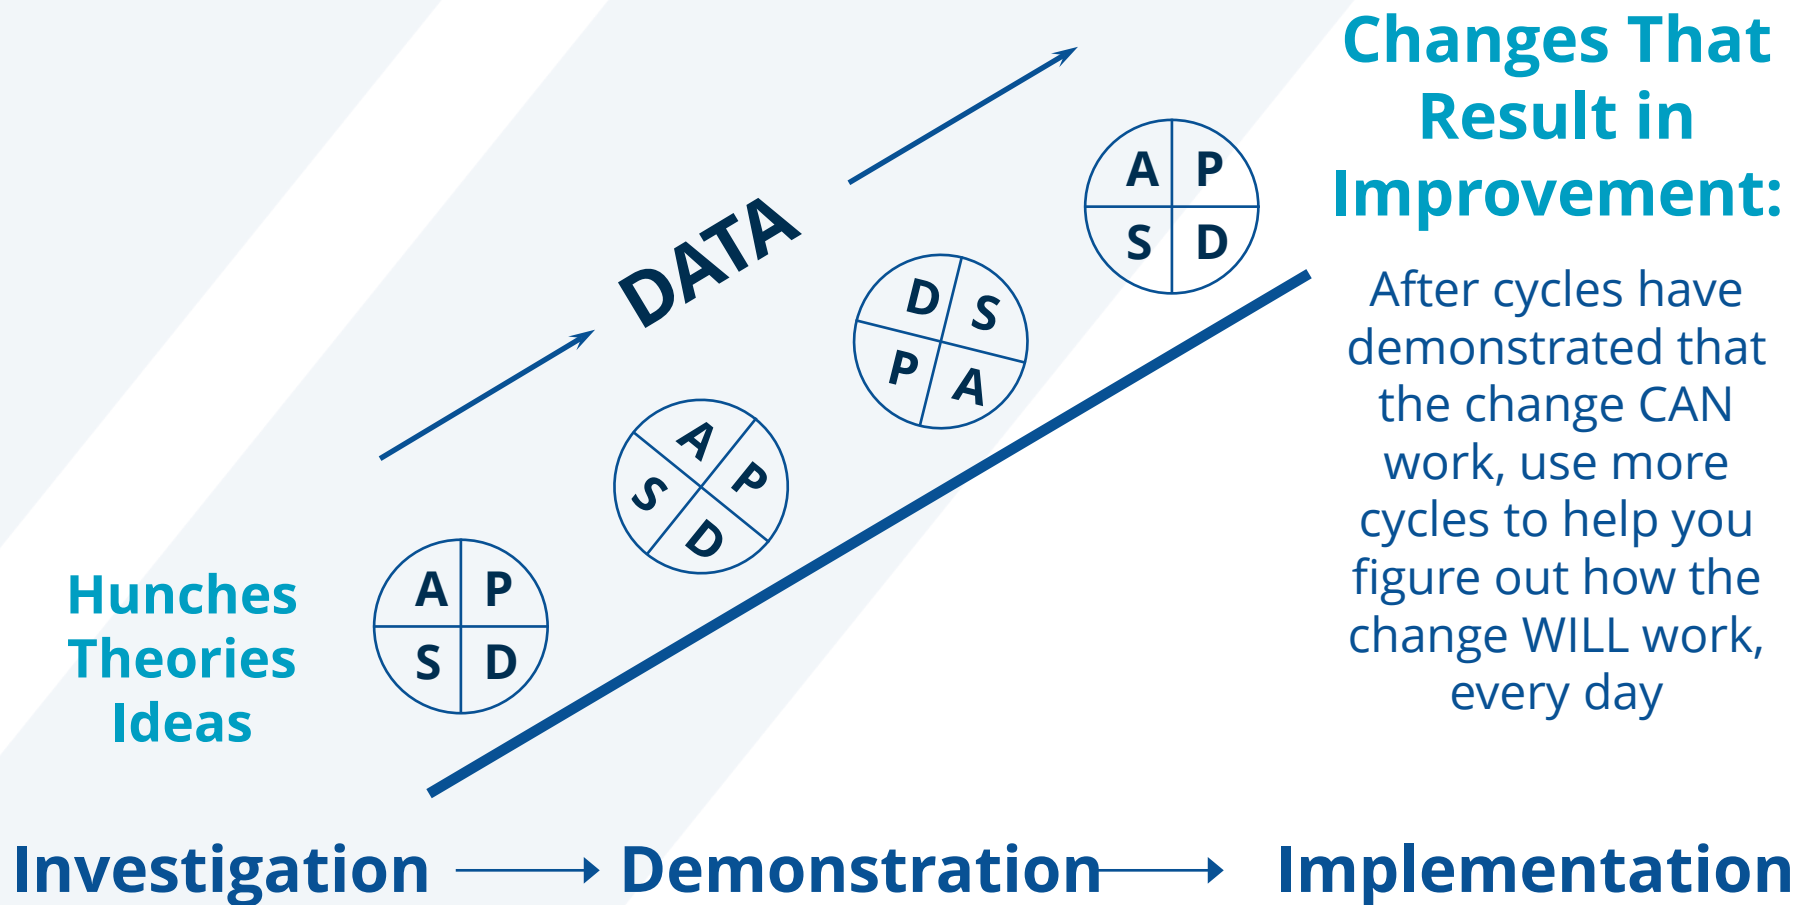 Changes That
Result in
Improvement:
After cycles have
demonstrated that
the change CAN
work, use more
cycles to help you
figure out how the
change WILL work,
every day
DATA
A P
S D
D S
P A
A P
S D
A P
S D
Hunches
Theories
Ideas
Investigation Demonstration Implementation